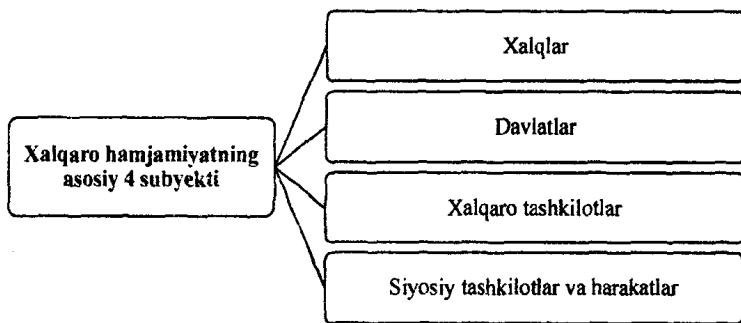 Xalqaro hamjamiyatning
asosiy 4 subyekti
Xalqlar
Davlatlar
Xalqaro tashkilotlar
Siyosiy tashkilotlar va harakatlar